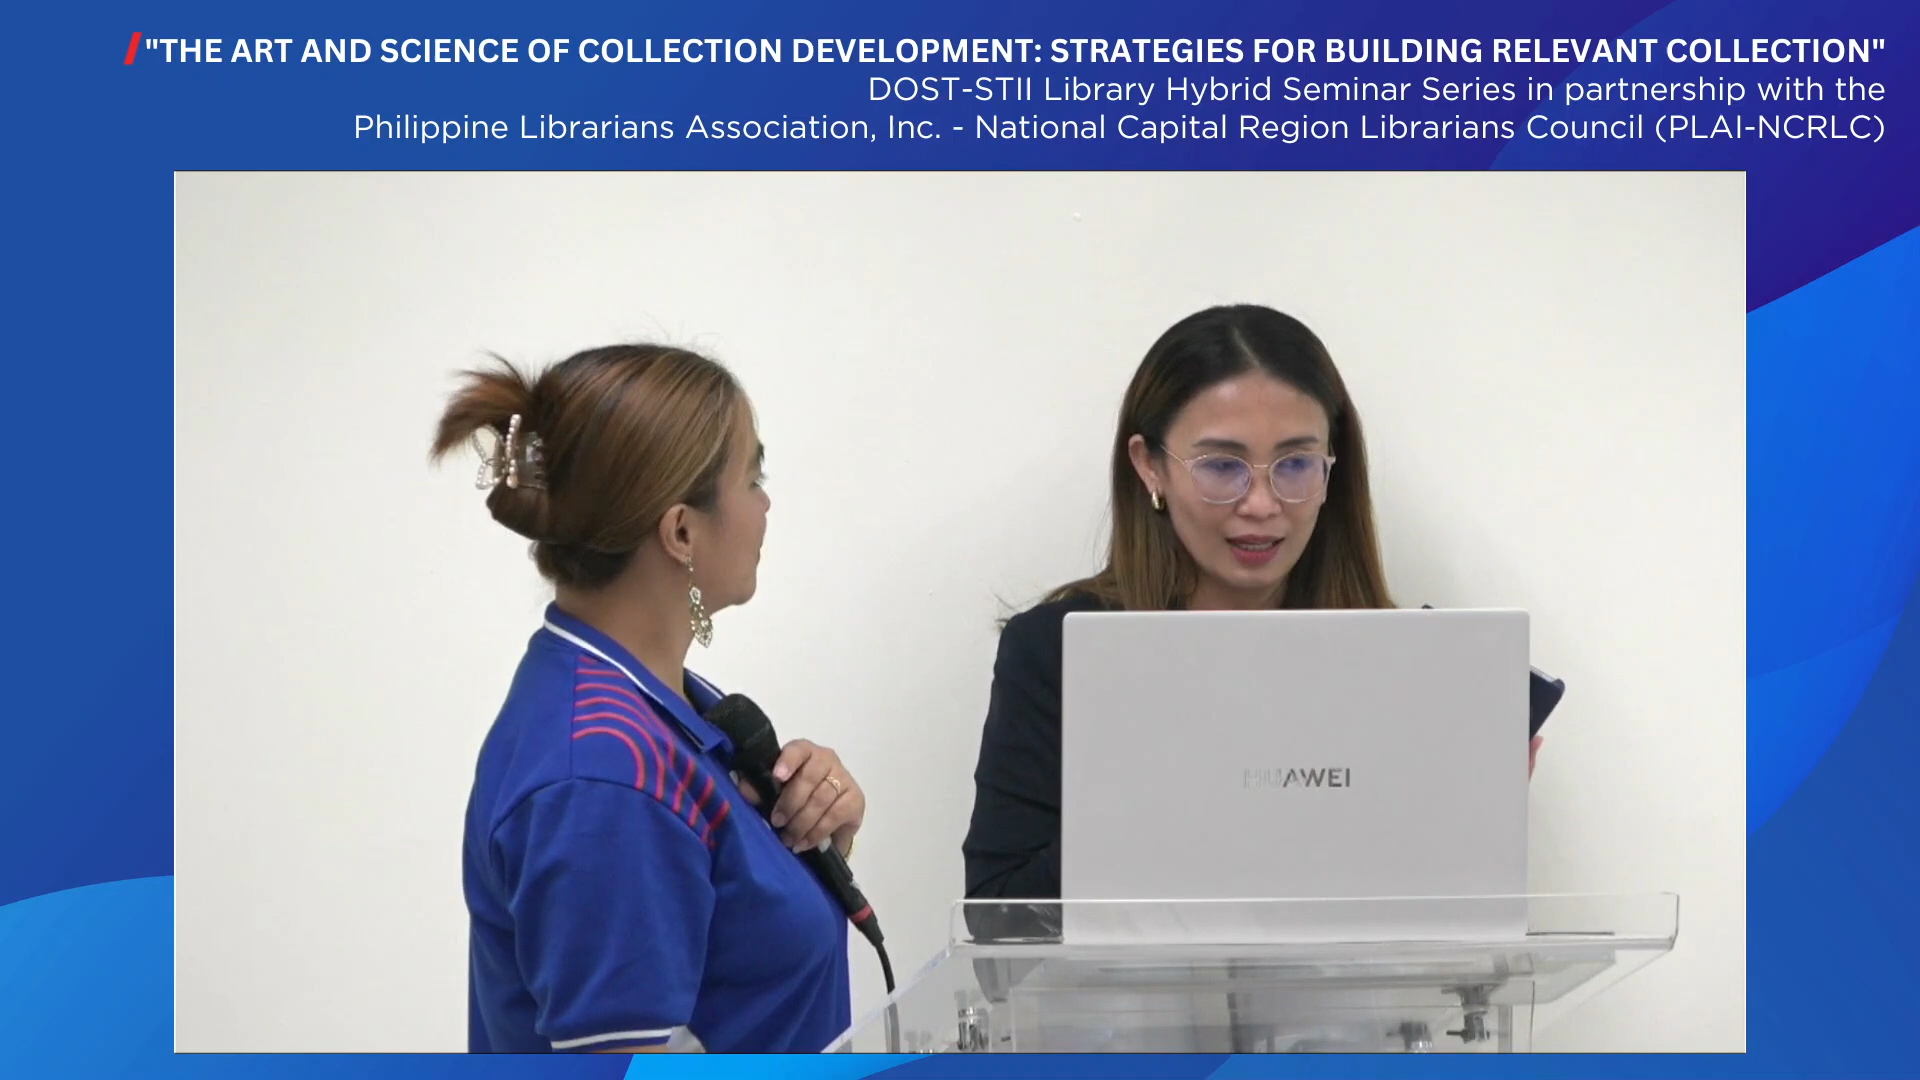 "THE ART AND SCIENCE OF COLLECTION DEVELOPMENT: STRATEGIES FOR BUILDING RELEVANT COLLECTION"
DOST-STII Library Hybrid Seminar Series in partnership with the
Philippine Librarians Association, Inc. - National Capital Region Librarians Council (PLAI-NCRLC)
HUAWEI